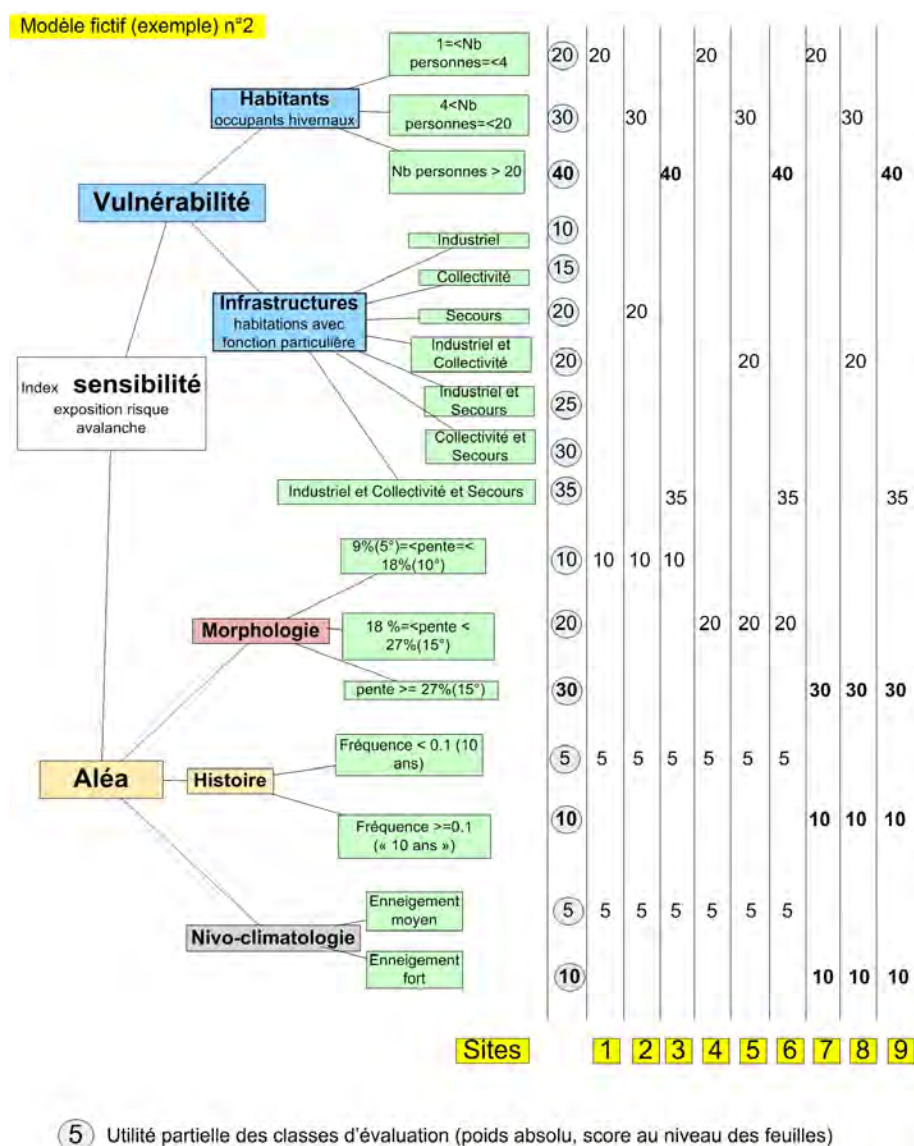 Modèle fictif (exemple) n°2
1=<Nb
personnes=<4
20 20 20 20
Habitants
occupants hivernaux
4<Nb
personnes=<20
30 30 30 30
Nb personnes > 20
40 40 40 40
Vulnérabilité
10
Industriel
15
Collectivité
Infrastructures
habitations avec
fonction particulière
Secours
20 20
Industriel et
Collectivité
20 20 20
Index sensibilité
exposition risque
avalanche
Industriel et
Secours
25
Collectivité et
Secours
30
Industriel et Collectivité et Secours
35 35 35 35
9%(5°)=<pente=<
18%(10°)
10 10 10 10
Morphologie
18 %=<pente <
27%(15°)
20 20 20 20
pente >= 27%(15°)
30 30 30 30
Fréquence < 0.1 (10
ans)
5 5 5 5 5 5 5
Aléa
Histoire
Fréquence >=0.1
(« 10 ans »)
10 10 10 10
Enneigement
moyen
5 5 5 5 5 5 5
Nivo-climatologie
Enneigement
fort
10 10 10 10
Sites 1 2 3 4 5 6 7 8 9
5 Utilité partielle des classes d'évaluation (poids absolu, score au niveau des feuilles)